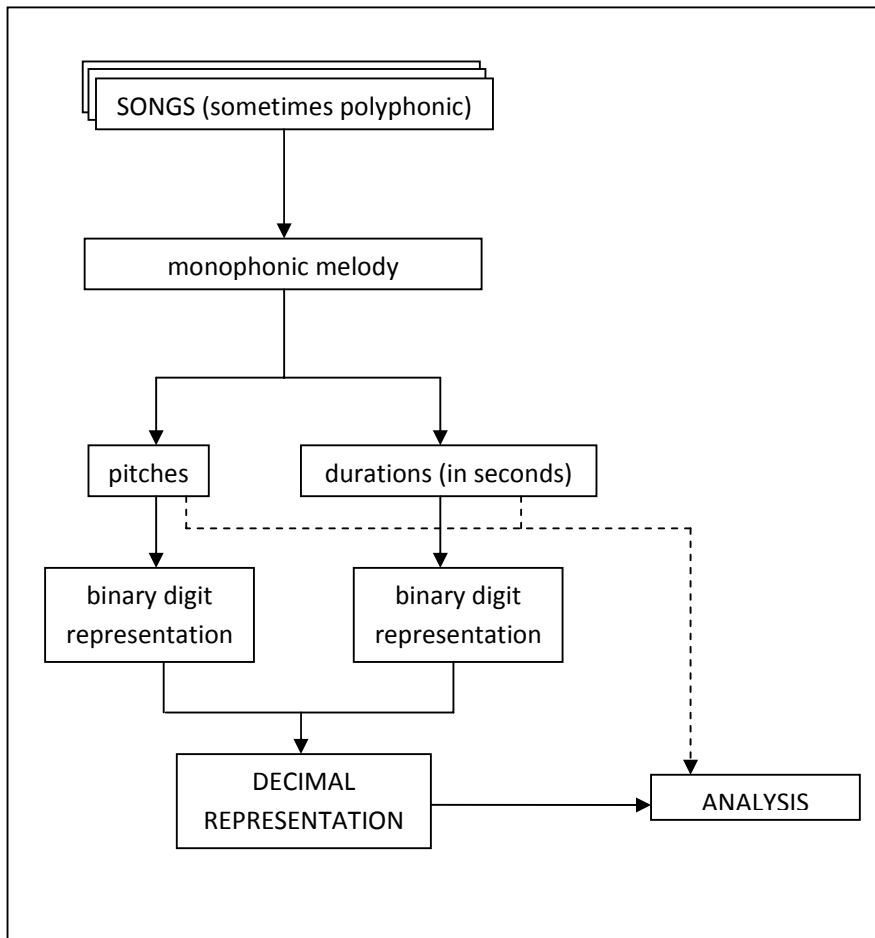 SONGS (sometimes polyphonic)
monophonic melody
pitches
durations (in seconds)
binary digit
representation
binary digit
representation
DECIMAL
REPRESENTATION
ANALYSIS